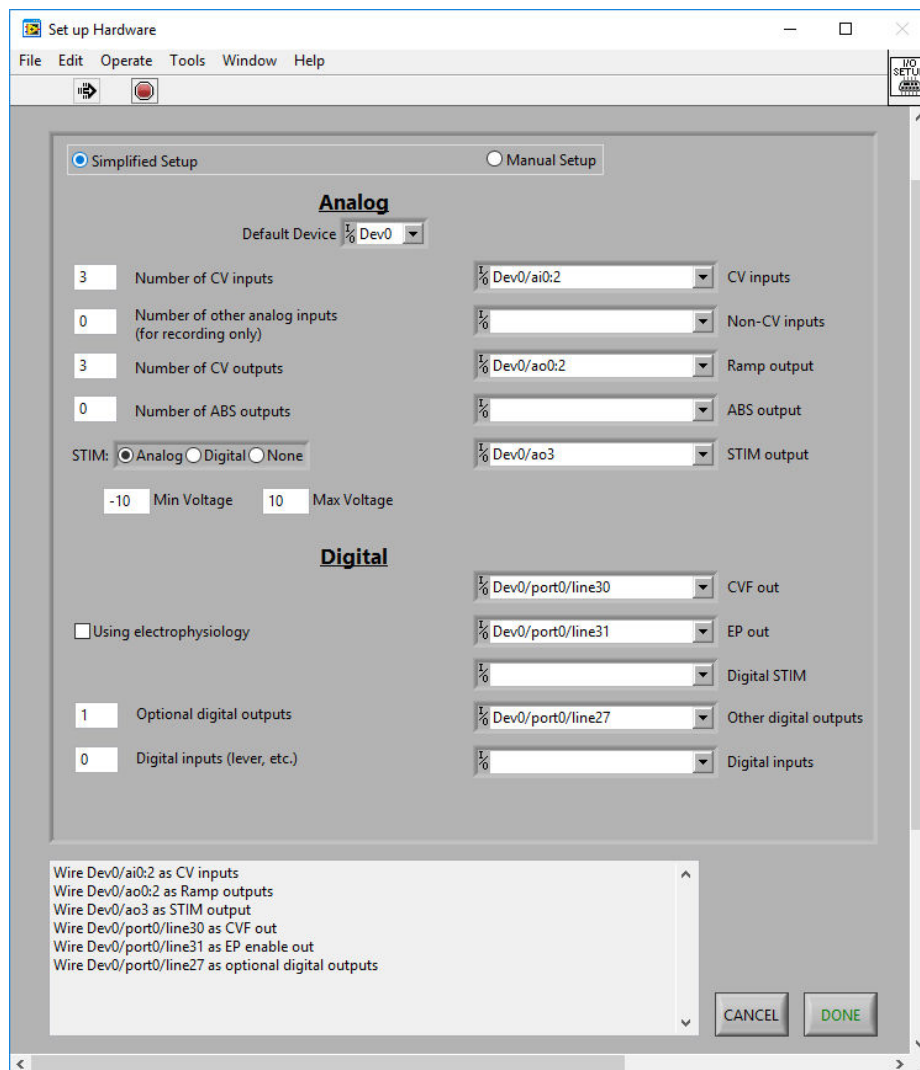 Set up Hardware
File Edit Operate Tools Window Help
I/O
SETUP
Simplified Setup Manual Setup
Analog
Default Device I/O Dev0
3 Number of CV inputs I/O Dev0/ai0:2 CV inputs
0 Number of other analog inputs I/O Non-CV inputs
(for recording only)
3 Number of CV outputs I/O Dev0/ao0:2 Ramp output
0 Number of ABS outputs I/O ABS output
STIM: Analog Digital None I/O Dev0/ao3 STIM output
-10 Min Voltage 10 Max Voltage
Digital
I/O Dev0/port0/line30 CVF out
Using electrophysiology I/O Dev0/port0/line31 EP out
I/O Digital STIM
1 Optional digital outputs I/O Dev0/port0/line27 Other digital outputs
0 Digital inputs (lever, etc.) I/O Digital inputs
Wire Dev0/ai0:2 as CV inputs
Wire Dev0/ao0:2 as Ramp outputs
Wire Dev0/ao3 as STIM output
Wire Dev0/port0/line30 as CVF out
Wire Dev0/port0/line31 as EP enable out
Wire Dev0/port0/line27 as optional digital outputs
CANCEL DONE